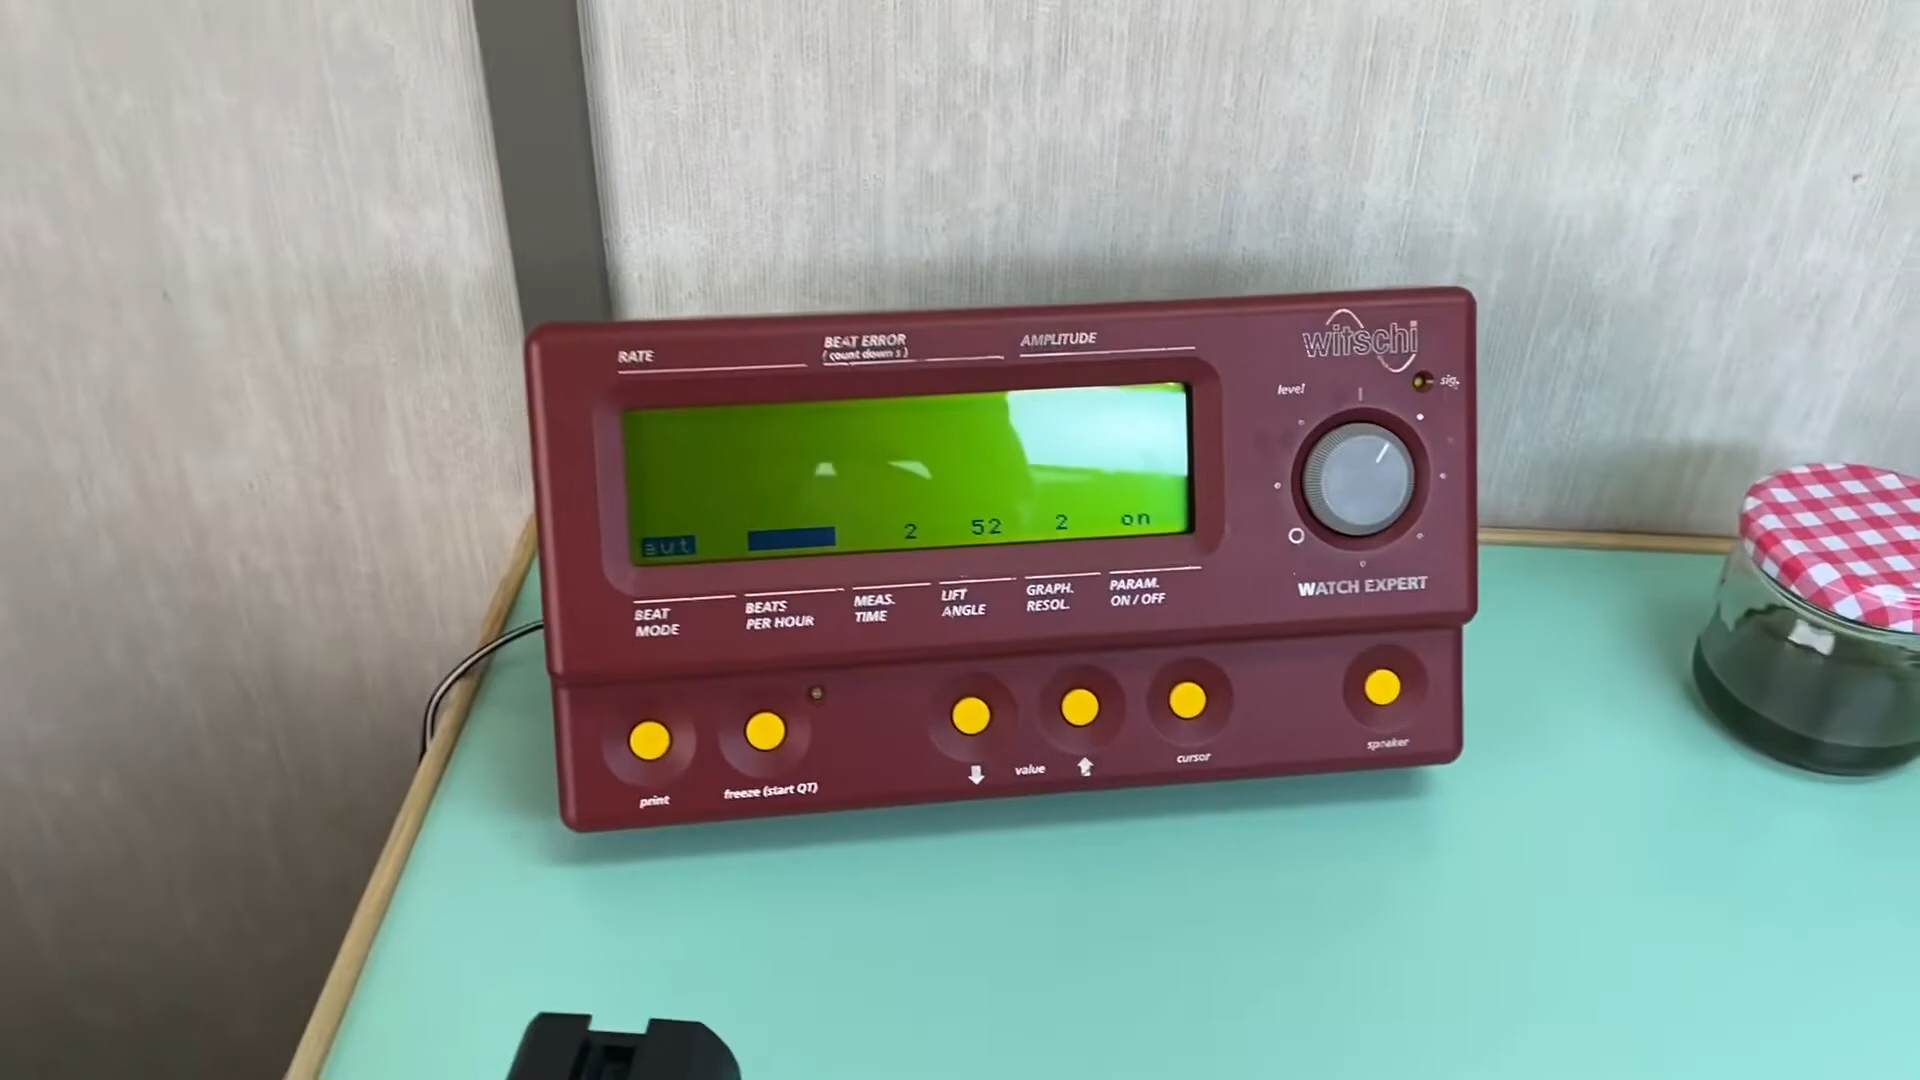 RATE
BEAT ERROR
(count down s)
AMPLITUDE
witschi
level
sig.
aut 2 52 2 on
BEAT
MODE
BEATS
PER HOUR
MEAS.
TIME
LIFT
ANGLE
GRAPH.
RESOL.
PARAM.
ON / OFF
WATCH EXPERT
print
freeze (start QT)
value
cursor
speaker